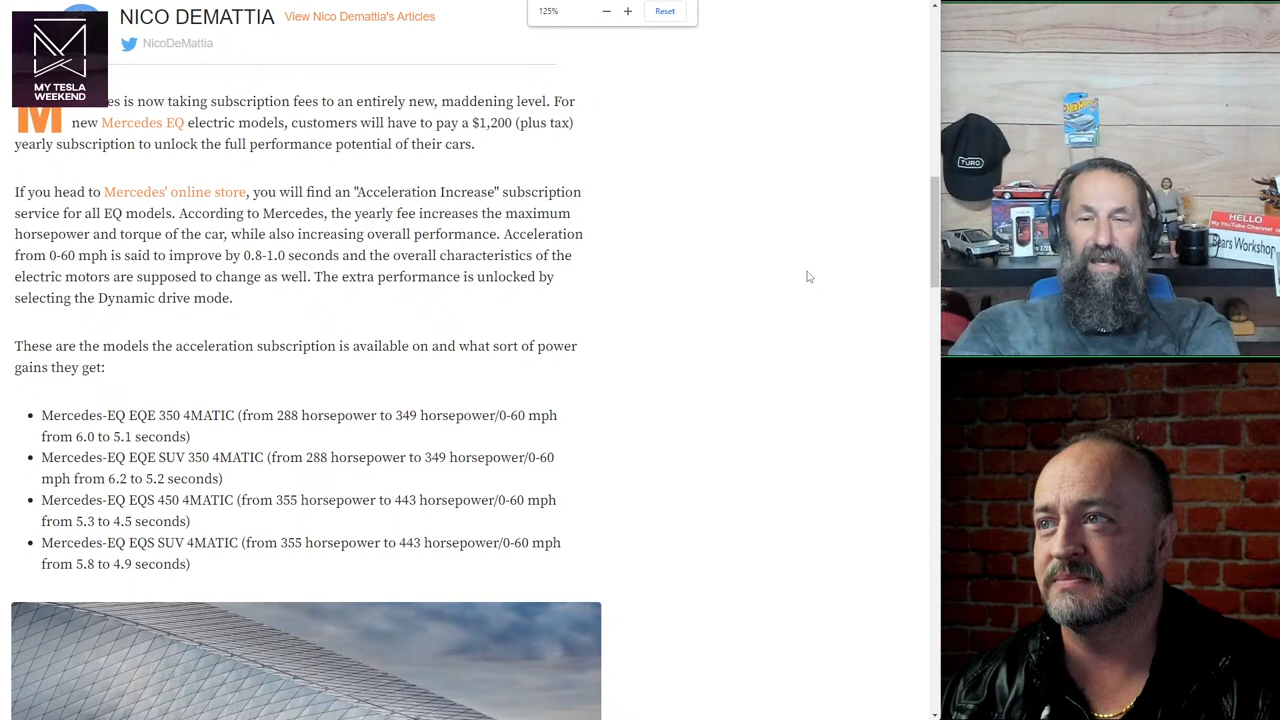 NICO DEMATTIA View Nico Demattia's Articles
NicoDeMattia
125% − + Reset
MY TESLA
WEEKEND
es is now taking subscription fees to an entirely new, maddening level. For
new Mercedes EQ electric models, customers will have to pay a $1,200 (plus tax)
yearly subscription to unlock the full performance potential of their cars.
If you head to Mercedes' online store, you will find an "Acceleration Increase" subscription
service for all EQ models. According to Mercedes, the yearly fee increases the maximum
horsepower and torque of the car, while also increasing overall performance. Acceleration
from 0-60 mph is said to improve by 0.8-1.0 seconds and the overall characteristics of the
electric motors are supposed to change as well. The extra performance is unlocked by
selecting the Dynamic drive mode.
These are the models the acceleration subscription is available on and what sort of power
gains they get:
• Mercedes-EQ EQE 350 4MATIC (from 288 horsepower to 349 horsepower/0-60 mph
from 6.0 to 5.1 seconds)
• Mercedes-EQ EQE SUV 350 4MATIC (from 288 horsepower to 349 horsepower/0-60
mph from 6.2 to 5.2 seconds)
• Mercedes-EQ EQS 450 4MATIC (from 355 horsepower to 443 horsepower/0-60 mph
from 5.3 to 4.5 seconds)
• Mercedes-EQ EQS SUV 4MATIC (from 355 horsepower to 443 horsepower/0-60 mph
from 5.8 to 4.9 seconds)
Hot Wheels
TURO
HELLO
My YouTube Channel is
Bears Workshop